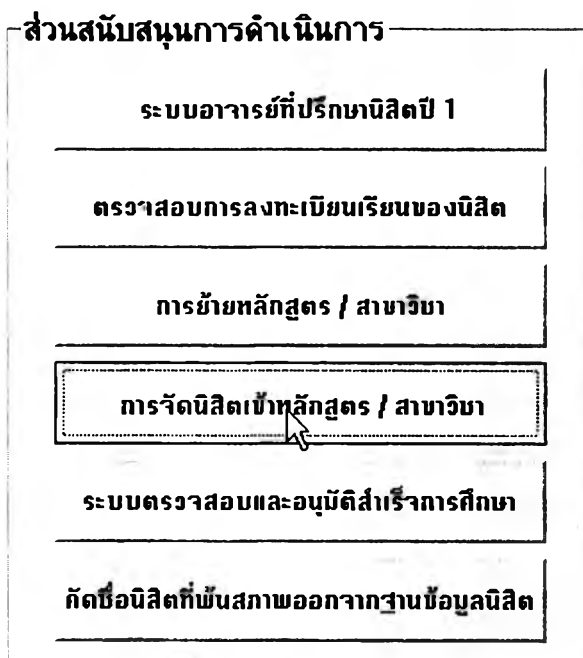 ส่วนสนับสนุนการดำเนินการ
ระบบอาจารย์ที่ปรึกษานิสิตปี 1
ตรวจสอบการลงทะเบียนเรียนของนิสิต
การย้ายหลักสูตร / สาขาวิชา
การจัดนิสิตเข้าหลักสูตร / สาขาวิชา
ระบบตรวจสอบและอนุมัติสำเร็จการศึกษา
คัดชื่อนิสิตที่พ้นสภาพออกจากฐานข้อมูลนิสิต